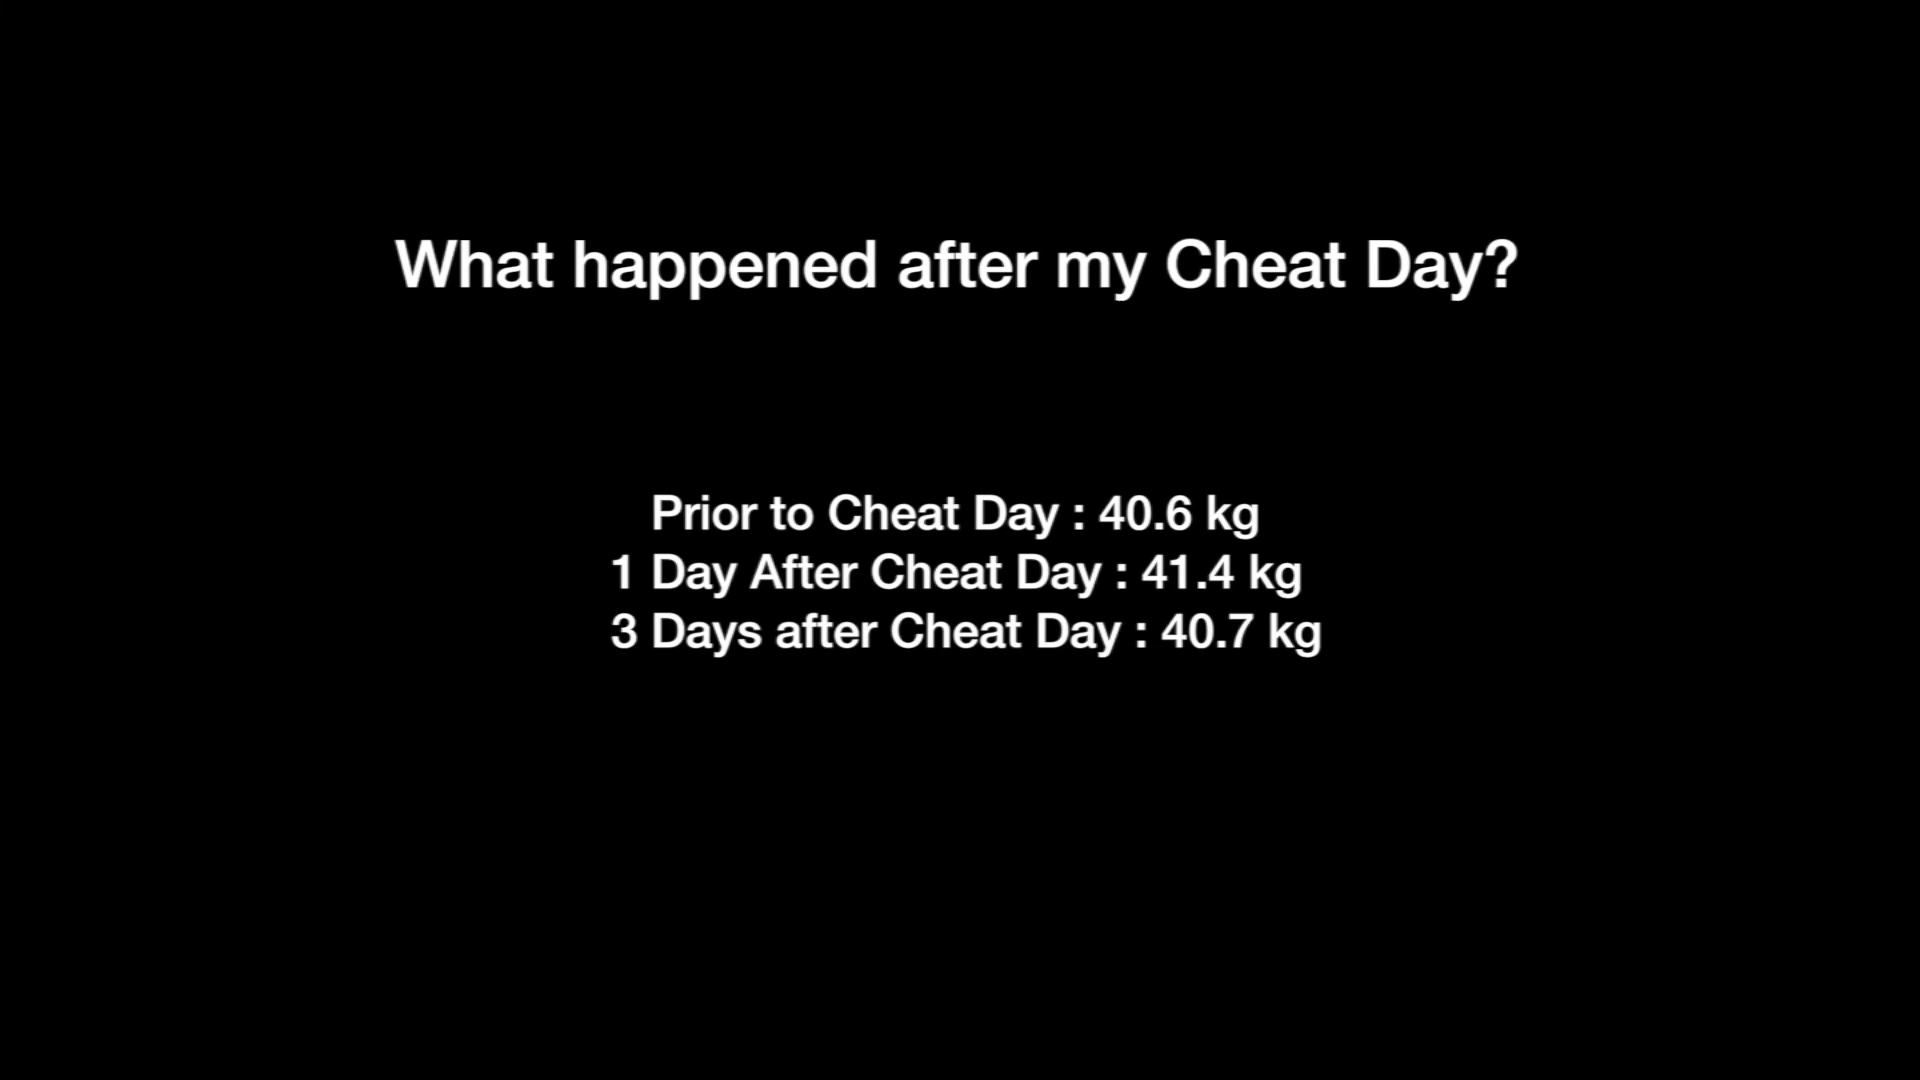 What happened after my Cheat Day?
Prior to Cheat Day : 40.6 kg
1 Day After Cheat Day : 41.4 kg
3 Days after Cheat Day : 40.7 kg